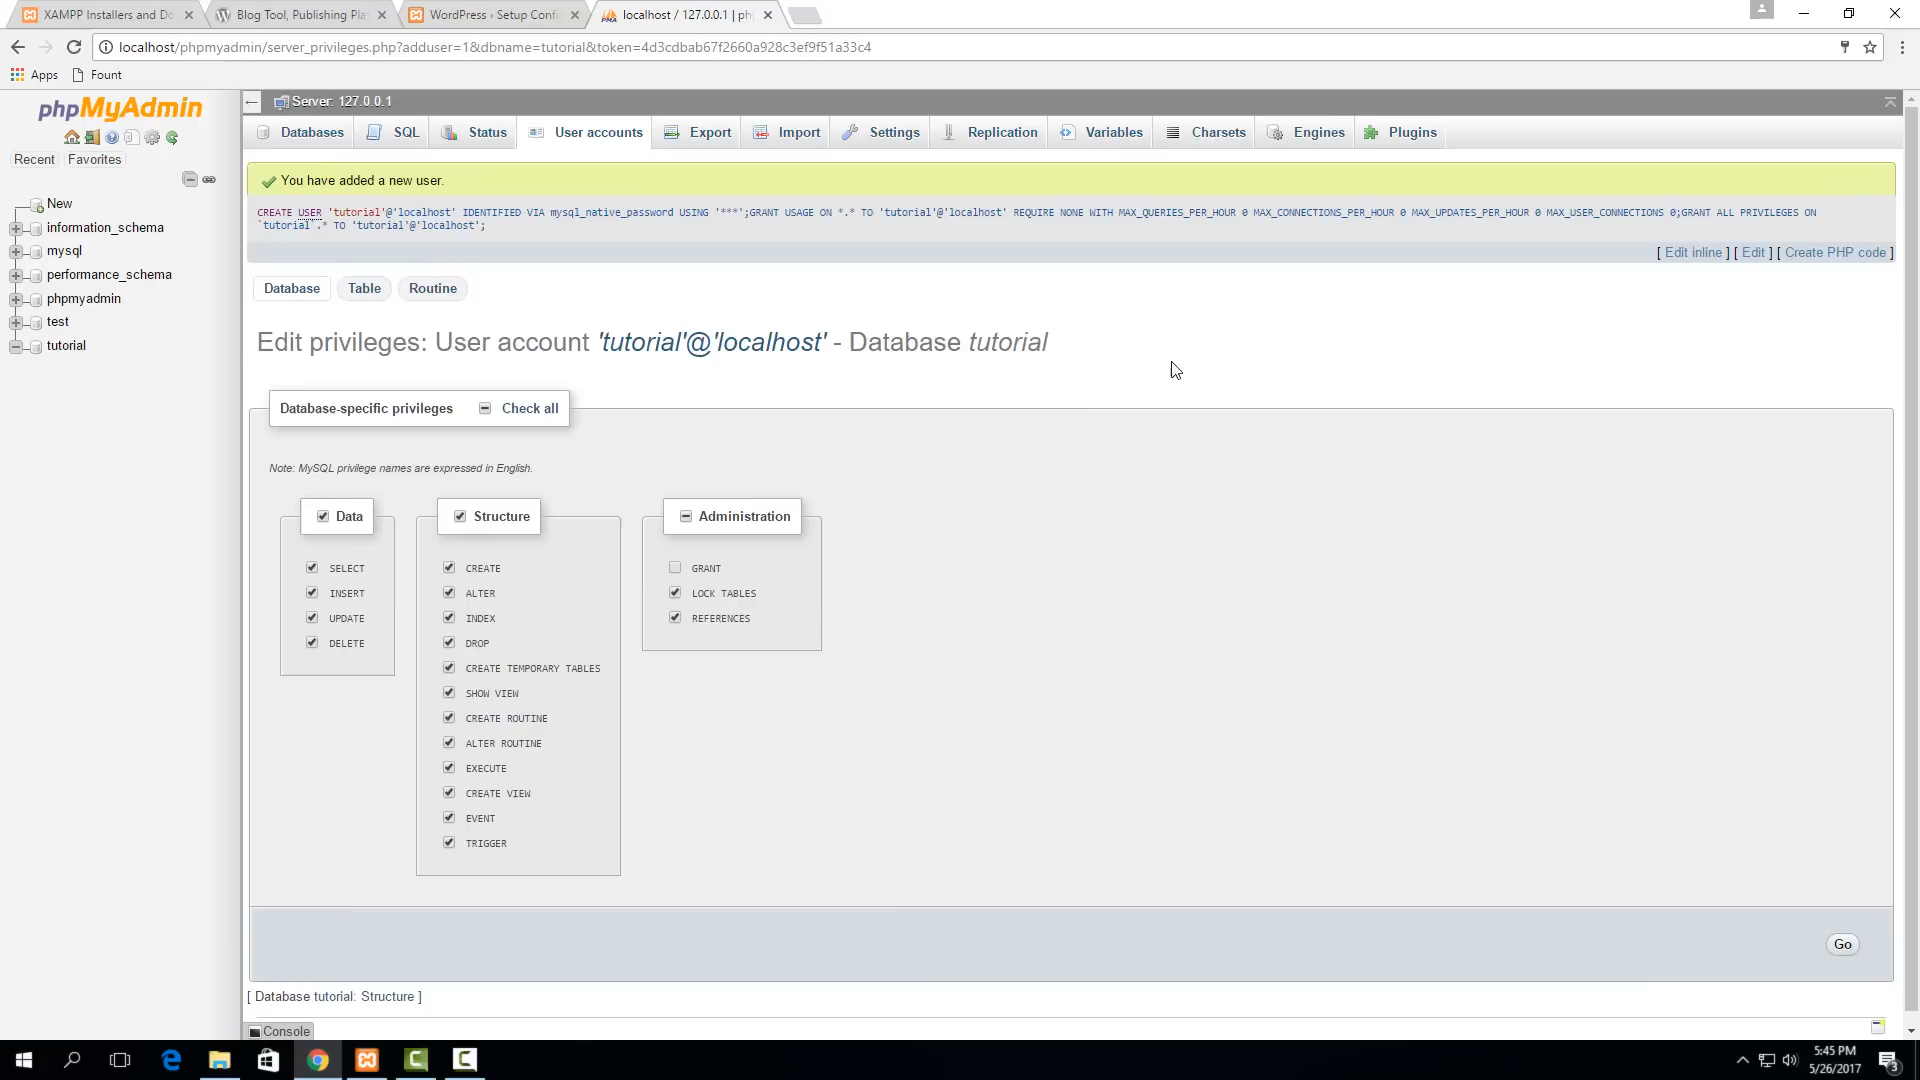 XAMPP Installers and Do
Blog Tool, Publishing Pla
WordPress › Setup Confi
localhost / 127.0.0.1 | ph
localhost/phpmyadmin/server_privileges.php?adduser=1&dbname=tutorial&token=4d3cdbab67f2660a928c3ef9f51a33c4
Apps
Fount
phpMyAdmin
Recent
Favorites
New
information_schema
mysql
performance_schema
phpmyadmin
test
tutorial
Server: 127.0.0.1
Databases
SQL
Status
User accounts
Export
Import
Settings
Replication
Variables
Charsets
Engines
Plugins
You have added a new user.
CREATE USER 'tutorial'@'localhost' IDENTIFIED VIA mysql_native_password USING '***';GRANT USAGE ON *.* TO 'tutorial'@'localhost' REQUIRE NONE WITH MAX_QUERIES_PER_HOUR 0 MAX_CONNECTIONS_PER_HOUR 0 MAX_UPDATES_PER_HOUR 0 MAX_USER_CONNECTIONS 0;GRANT ALL PRIVILEGES ON
`tutorial`.* TO 'tutorial'@'localhost';
[ Edit inline ] [ Edit ] [ Create PHP code ]
Database
Table
Routine
Edit privileges: User account 'tutorial'@'localhost' - Database tutorial
Database-specific privileges
Check all
Note: MySQL privilege names are expressed in English.
Data
SELECT
INSERT
UPDATE
DELETE
Structure
CREATE
ALTER
INDEX
DROP
CREATE TEMPORARY TABLES
SHOW VIEW
CREATE ROUTINE
ALTER ROUTINE
EXECUTE
CREATE VIEW
EVENT
TRIGGER
Administration
GRANT
LOCK TABLES
REFERENCES
Go
[ Database tutorial: Structure ]
Console
5:45 PM
5/26/2017
3